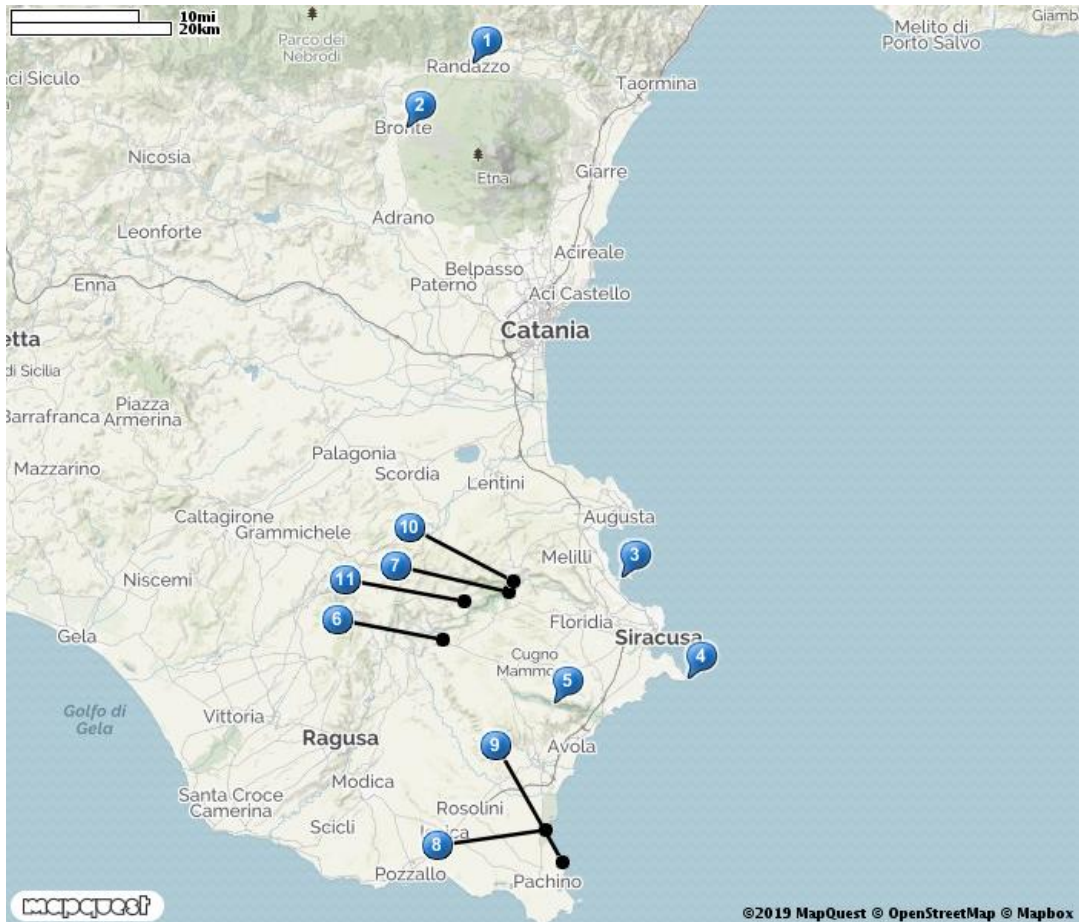 10mi
20km
Giamb
Melito di
Porto Salvo
Parco dei
Nebrodi
1
Randazzo
ci Siculo
Taormina
2
Bronte
Nicosia
Etna
Giarre
Adrano
Leonforte
Acireale
Belpasso
Paternò
Enna
Aci Castello
Catania
etta
di Sicilia
Piazza
Armerina
Barrafranca
Palagonia
Mazzarino
Scordia
Lentini
Caltagirone
Augusta
10
Grammichele
3
7
Melilli
11
Niscemi
6
Floridia
Gela
Siracusa
Cugno
4
5
Golfo di
Gela
Vittoria
Ragusa
9
Avola
Modica
Santa Croce
Camerina
Rosolini
Scicli
8
Pozzallo
Pachino
mapquest
©2019 MapQuest © OpenStreetMap © Mapbox